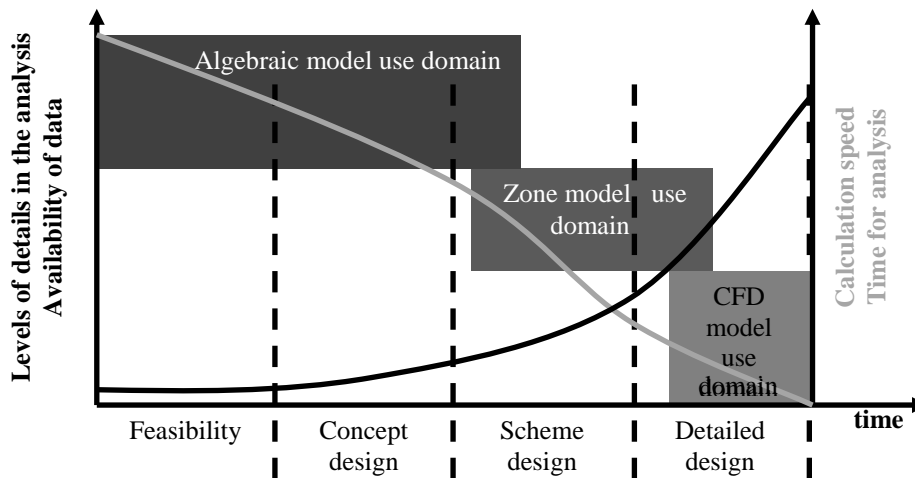 Levels of details in the analysis
Availability of data
Algebraic model use domain
Zone model use
domain
CFD
model
use
domain
Calculation speed
Time for analysis
time
Feasibility
Concept
design
Scheme
design
Detailed
design